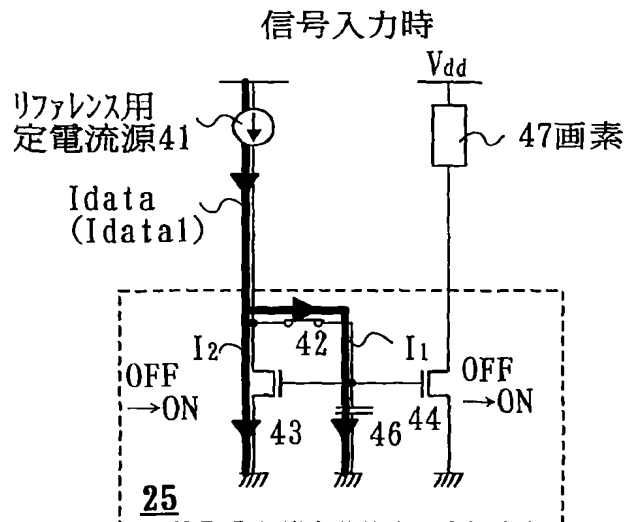 信号入力時
Vdd
リファレンス用
定電流源41
47画素
Idata
(Idata1)
I2
42
I1
OFF
→ON
43
46
44
OFF
→ON
25